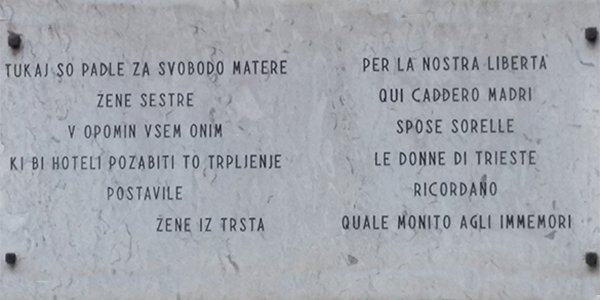 TUKAJ SO PADLE ZA SVOBODO MATERE
ŽENE SESTRE
V OPOMIN VSEM ONIM
KI BI HOTELI POZABITI TO TRPLJENJE
POSTAVILE
ŽENE IZ TRSTA
PER LA NOSTRA LIBERTA'
QUI CADDERO MADRI
SPOSE SORELLE
LE DONNE DI TRIESTE
RICORDANO
QUALE MONITO AGLI IMMEMORI